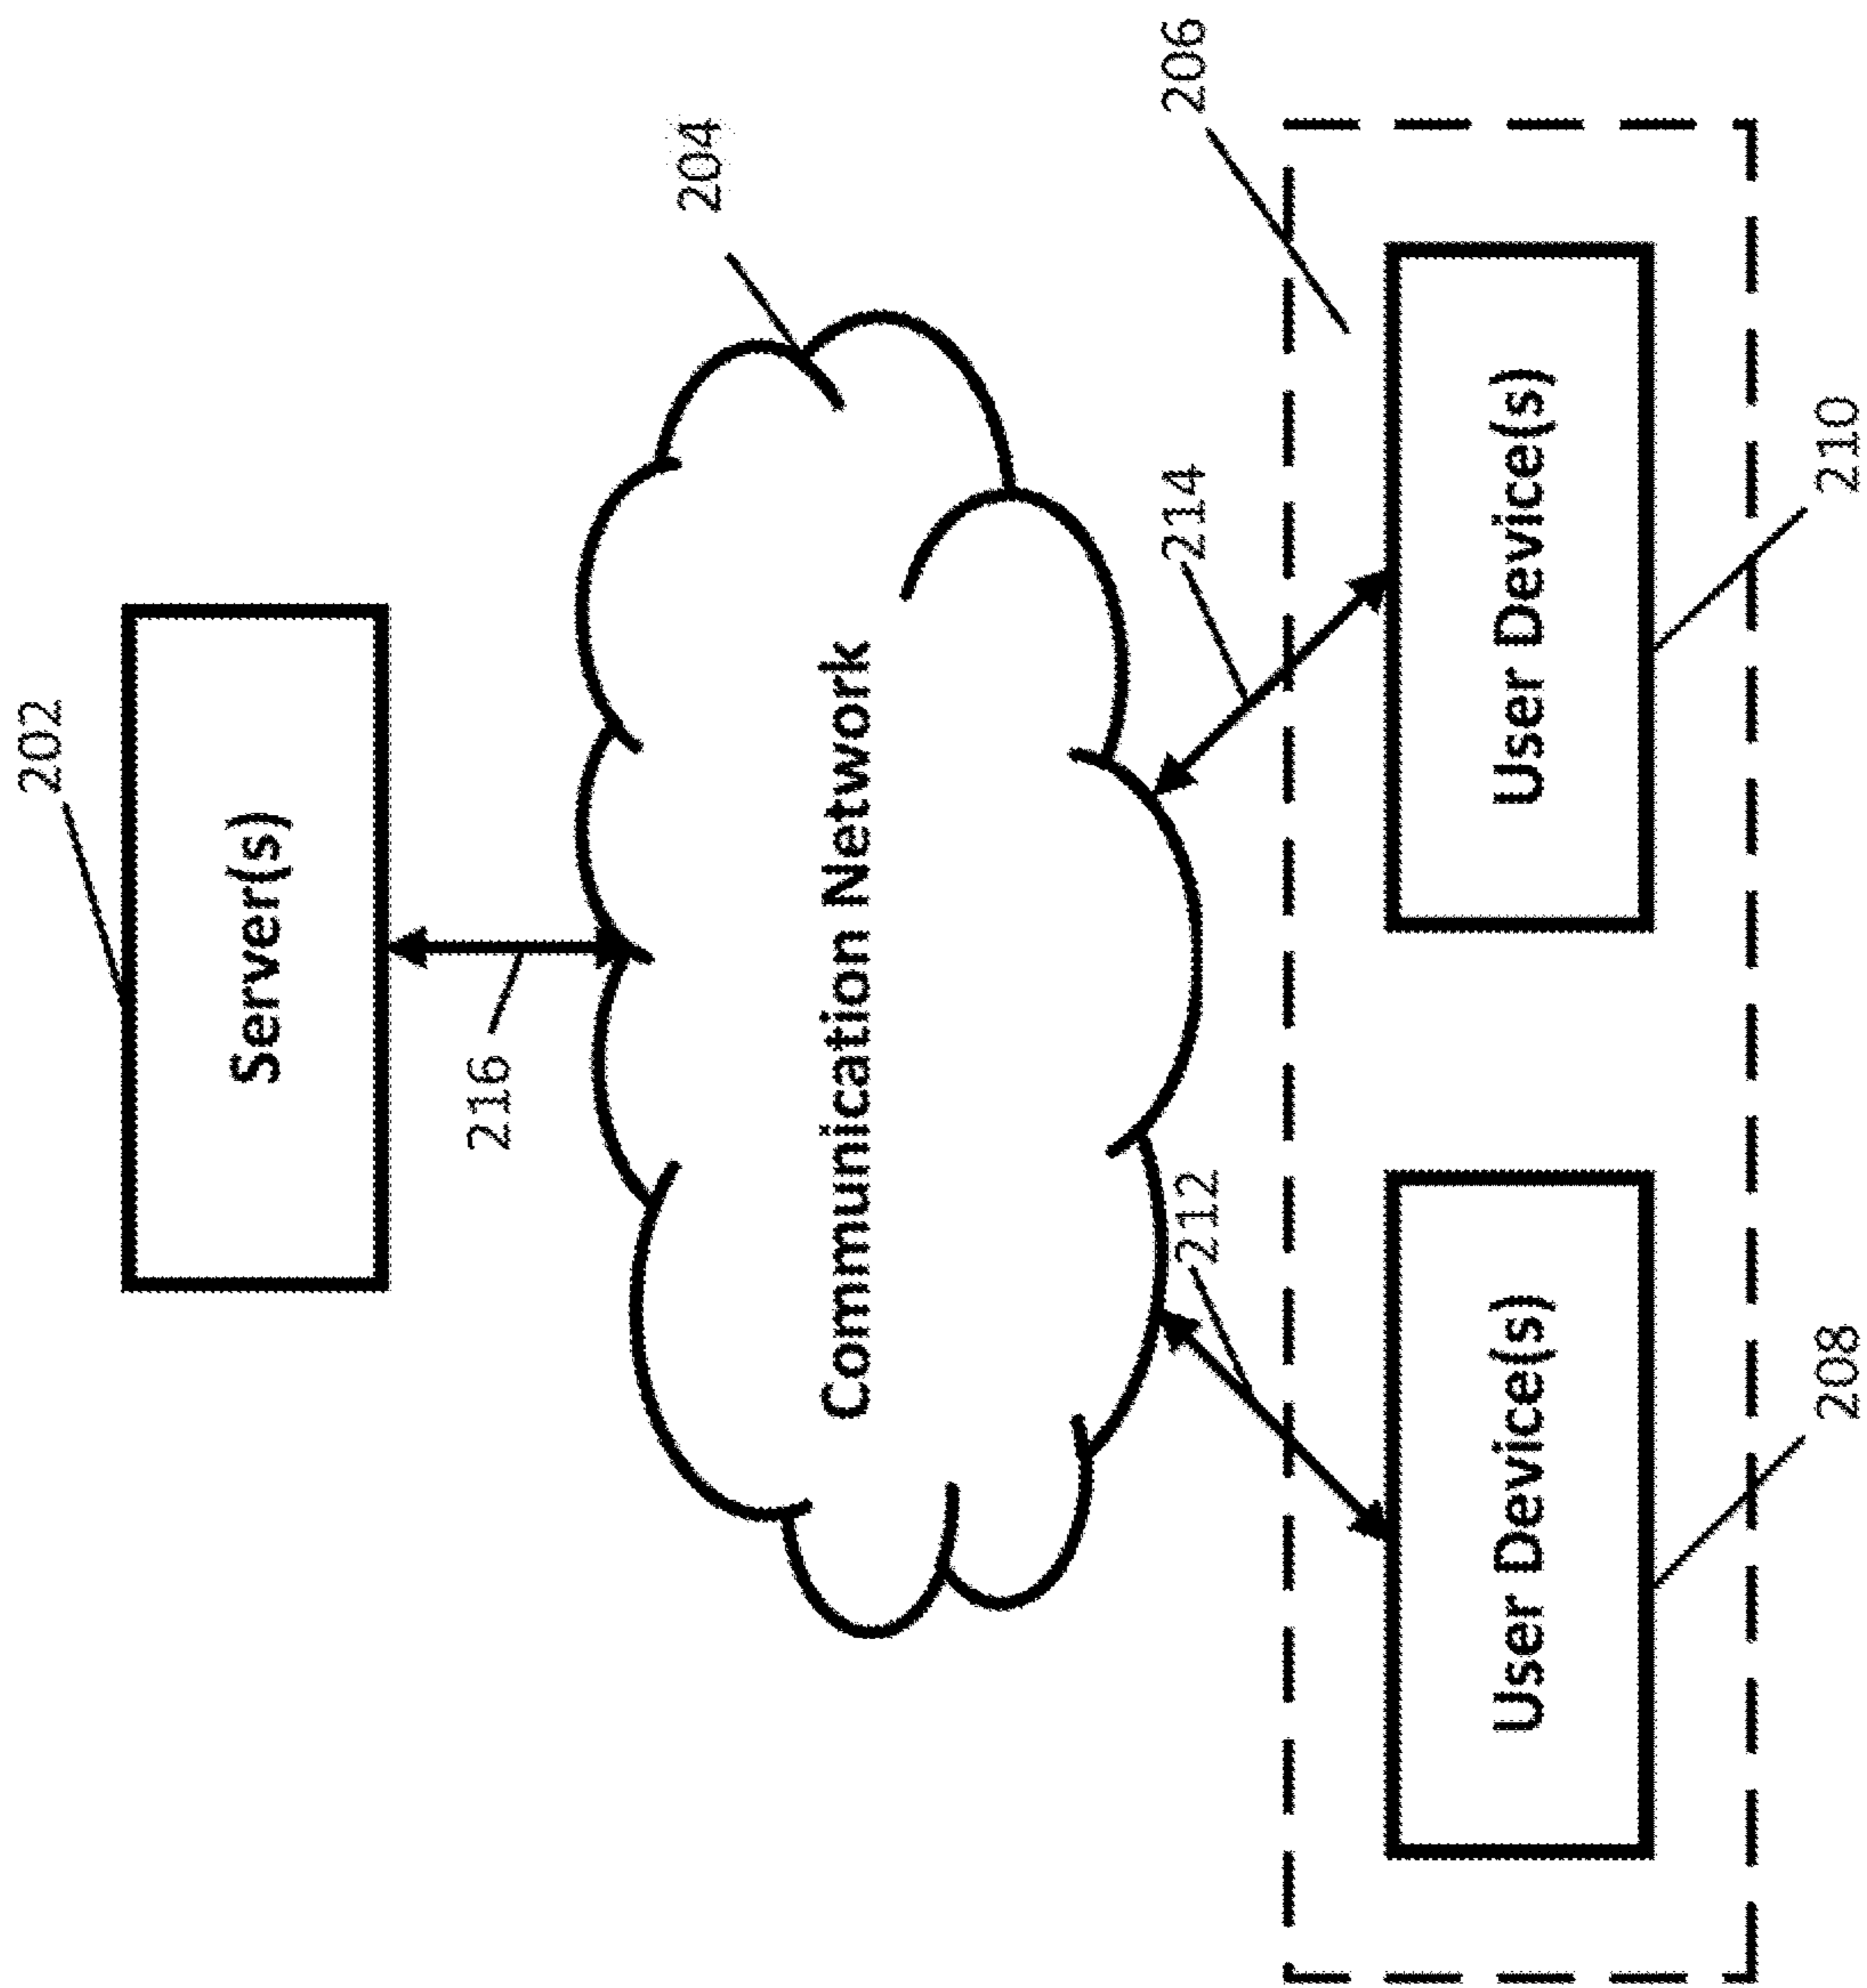 202
Server(s)
216
204
Communication Network
212
214
206
User Device(s)
User Device(s)
208
210